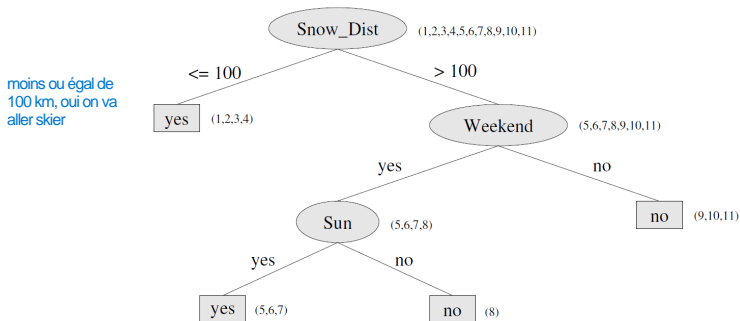 Snow_Dist (1,2,3,4,5,6,7,8,9,10,11)
<= 100
> 100
moins ou égal de
100 km, oui on va
aller skier
yes (1,2,3,4)
Weekend (5,6,7,8,9,10,11)
yes
no
Sun (5,6,7,8)
no (9,10,11)
yes
no
yes (5,6,7)
no (8)